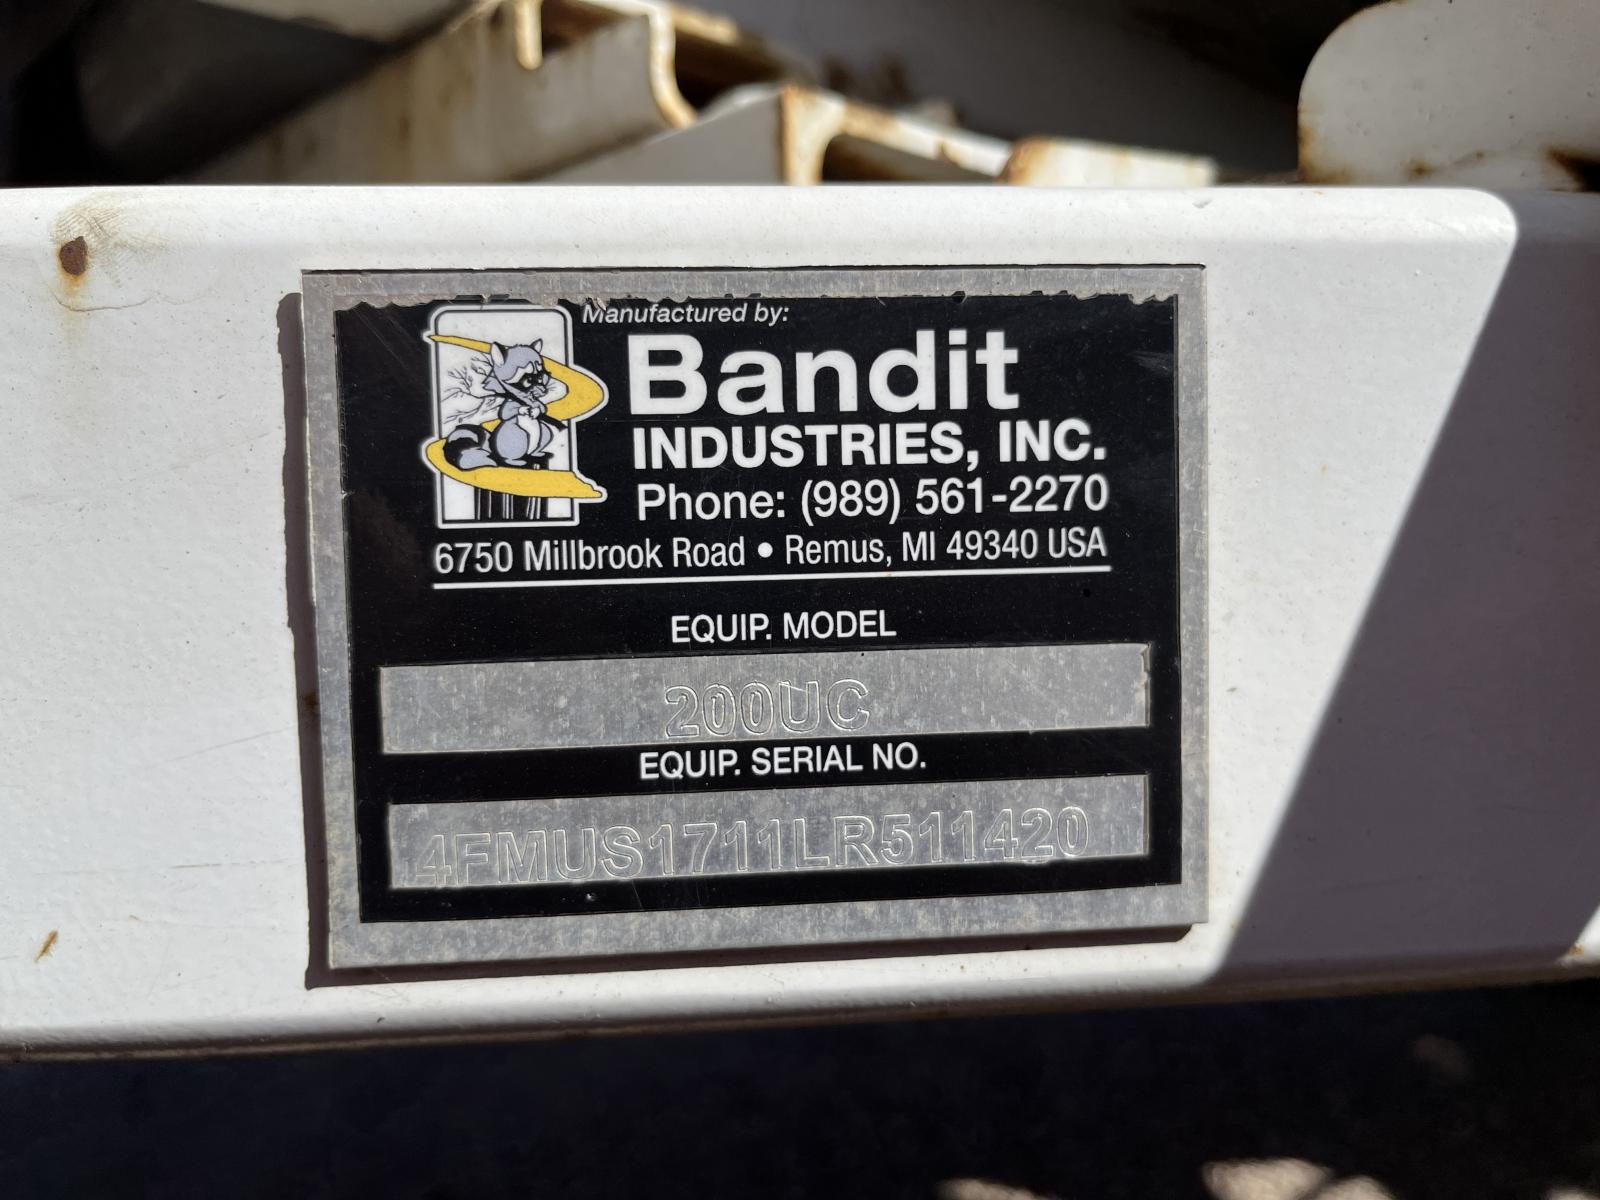 Manufactured by:
Bandit
INDUSTRIES, INC.
Phone: (989) 561-2270
6750 Millbrook Road • Remus, MI 49340 USA
EQUIP. MODEL
200UC
EQUIP. SERIAL NO.
4FMUS1711LR511420